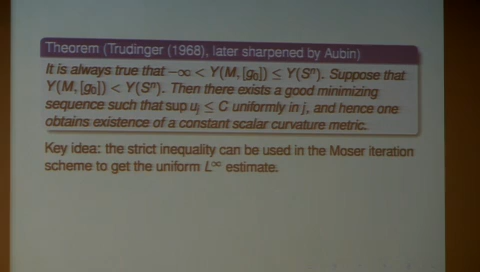 Theorem (Trudinger (1968), later sharpened by Aubin)
It is always true that −∞ < Y(M, [g₀]) ≤ Y(Sⁿ). Suppose that
Y(M, [g₀]) < Y(Sⁿ). Then there exists a good minimizing
sequence such that sup uⱼ ≤ C uniformly in j, and hence one
obtains existence of a constant scalar curvature metric.
Key idea: the strict inequality can be used in the Moser iteration
scheme to get the uniform L^∞ estimate.